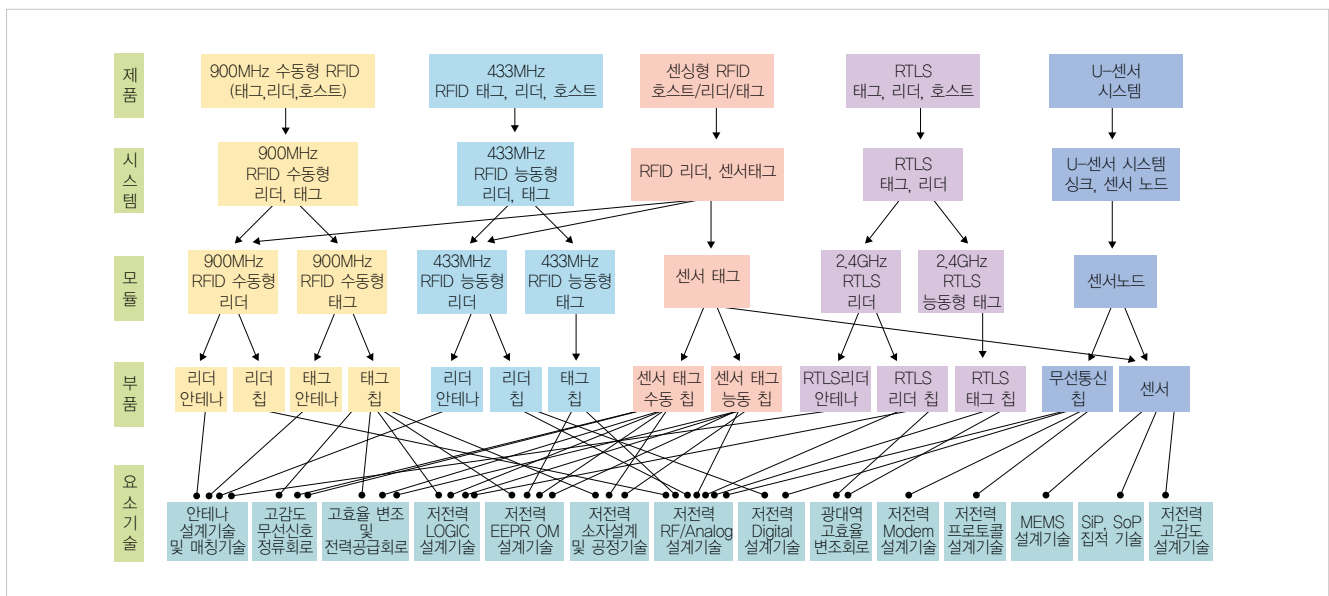 제
품
900MHz 수동형 RFID
(태그,리더,호스트)
433MHz
RFID 태그, 리더, 호스트
센싱형 RFID
호스트/리더/태그
RTLS
태그, 리더, 호스트
U-센서
시스템
시
스
템
900MHz
RFID 수동형
리더, 태그
433MHz
RFID 능동형
리더, 태그
RFID 리더, 센서태그
RTLS
태그, 리더
U-센서 시스템
싱크, 센서 노드
모
듈
900MHz
RFID 수동형
리더
900MHz
RFID 수동형
태그
433MHz
RFID 능동형
리더
433MHz
RFID 능동형
태그
센서 태그
2.4GHz
RTLS
리더
2.4GHz
RTLS
능동형 태그
센서노드
부
품
리더
안테나
리더
칩
태그
안테나
태그
칩
리더
안테나
리더
칩
태그
칩
센서 태그
수동 칩
센서 태그
능동 칩
RTLS리더
안테나
RTLS
리더 칩
RTLS
태그 칩
무선통신
칩
센서
요
소
기
술
안테나
설계기술
및 매칭기술
고감도
무선신호
정류회로
고효율 변조
및
전력공급회로
저전력
LOGIC
설계기술
저전력
EEPR OM
설계기술
저전력
소자설계
및 공정기술
저전력
RF/Analog
설계기술
저전력
Digital
설계기술
광대역
고효율
변조회로
저전력
Modem
설계기술
저전력
프로토콜
설계기술
MEMS
설계기술
SiP, SoP
집적 기술
저전력
고감도
설계기술